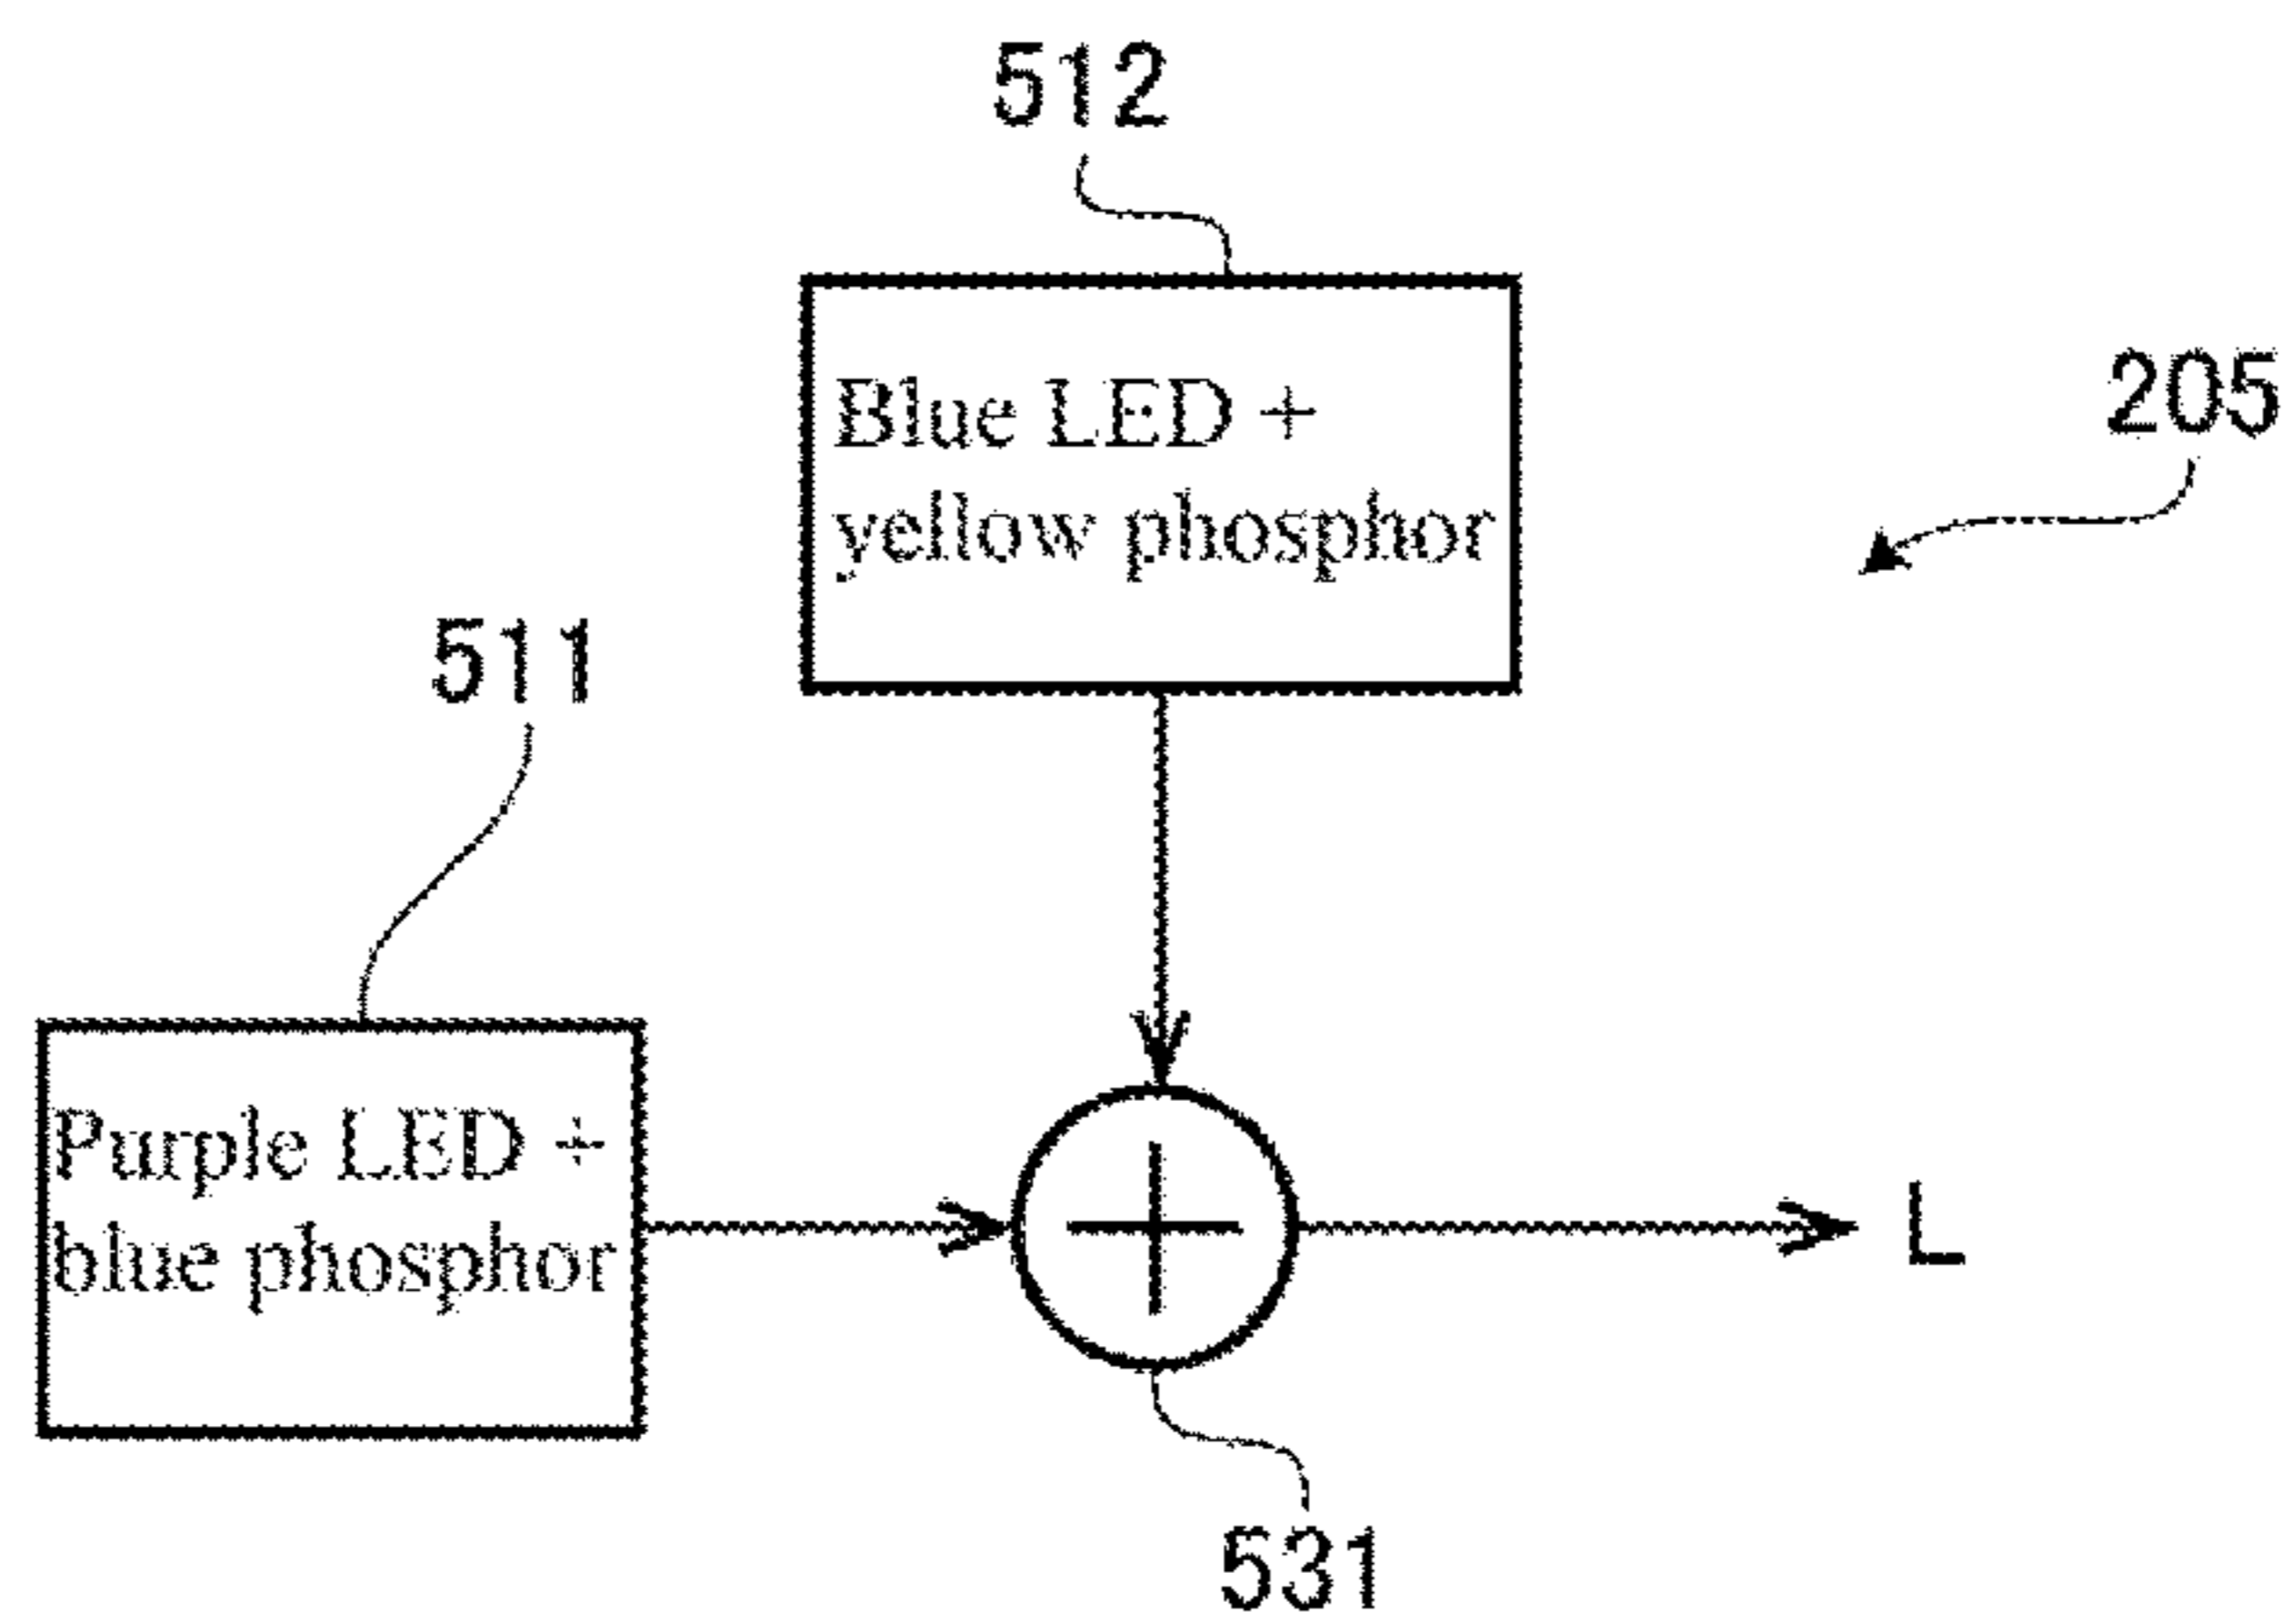 512
Blue LED +
yellow phosphor
205
511
Purple LED +
blue phosphor
+
L
531